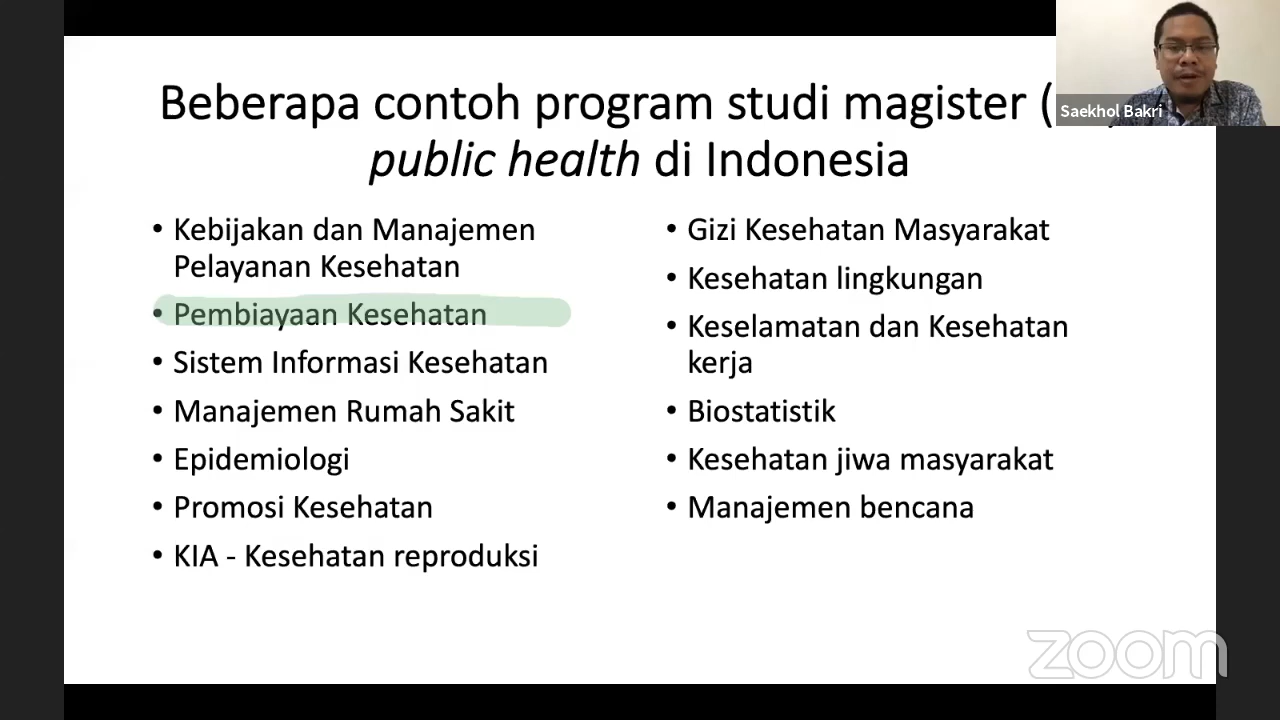 Beberapa contoh program studi magister (
public health di Indonesia
• Kebijakan dan Manajemen
Pelayanan Kesehatan
• Pembiayaan Kesehatan
• Sistem Informasi Kesehatan
• Manajemen Rumah Sakit
• Epidemiologi
• Promosi Kesehatan
• KIA - Kesehatan reproduksi
• Gizi Kesehatan Masyarakat
• Kesehatan lingkungan
• Keselamatan dan Kesehatan
kerja
• Biostatistik
• Kesehatan jiwa masyarakat
• Manajemen bencana
Saekhol Bakri
zoom